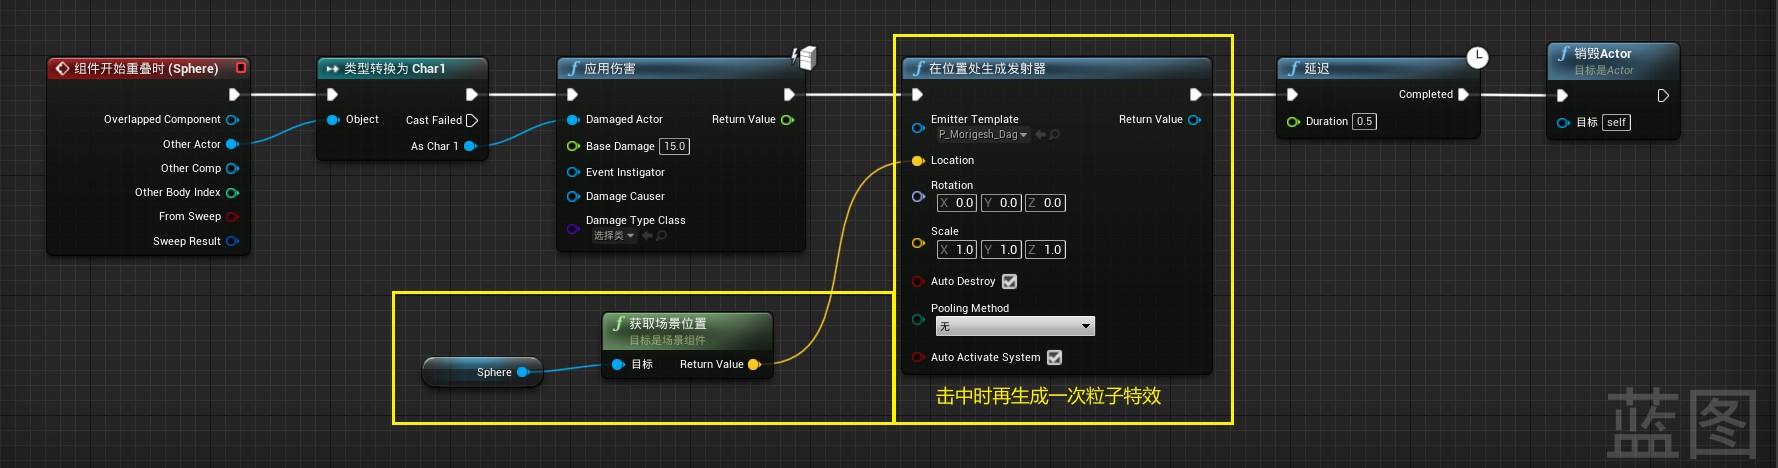 组件开始重叠时 (Sphere)
Overlapped Component
Other Actor
Other Comp
Other Body Index
From Sweep
Sweep Result
类型转换为 Char1
Object
Cast Failed
As Char 1
应用伤害
Damaged Actor
Return Value
Base Damage 15.0
Event Instigator
Damage Causer
Damage Type Class
选择类
Sphere
获取场景位置
目标是场景组件
目标
Return Value
在位置处生成发射器
Emitter Template
Return Value
P_Morigesh_Dag
Location
Rotation
X 0.0 Y 0.0 Z 0.0
Scale
X 1.0 Y 1.0 Z 1.0
Auto Destroy
Pooling Method
无
Auto Activate System
击中时再生成一次粒子特效
延迟
Completed
Duration 0.5
销毁Actor
目标是Actor
目标 self
蓝图